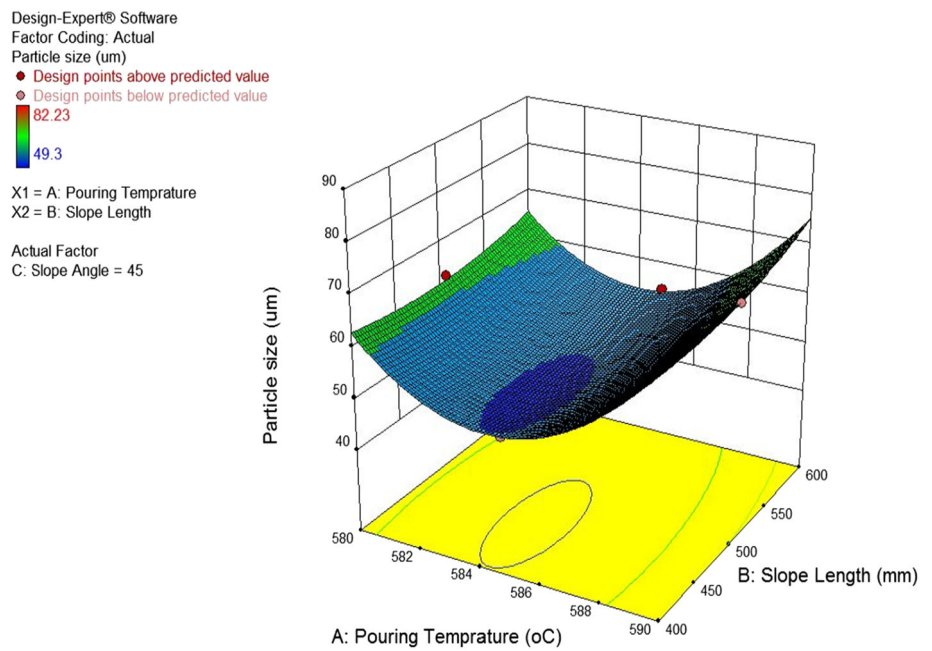 Design-Expert® Software
Factor Coding: Actual
Particle size (um)
Design points above predicted value
Design points below predicted value
82.23
49.3
X1 = A: Pouring Temprature
X2 = B: Slope Length
Actual Factor
C: Slope Angle = 45
90
80
70
60
50
40
Particle size (um)
580
582
584
586
588
590
A: Pouring Temprature (oC)
400
450
500
550
600
B: Slope Length (mm)